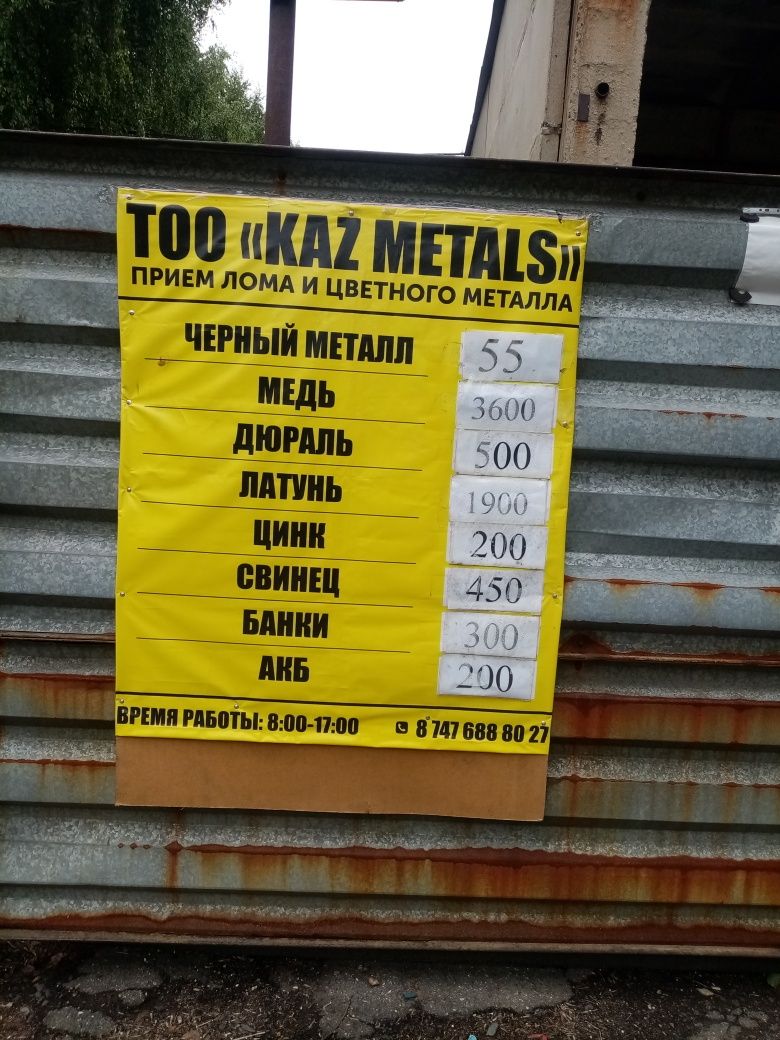 ТОО «KAZ METALS»
ПРИЕМ ЛОМА И ЦВЕТНОГО МЕТАЛЛА
ЧЕРНЫЙ МЕТАЛЛ 55
МЕДЬ 3600
ДЮРАЛЬ 500
ЛАТУНЬ 1900
ЦИНК 200
СВИНЕЦ 450
БАНКИ 300
АКБ 200
ВРЕМЯ РАБОТЫ: 8:00-17:00 8 747 688 80 27